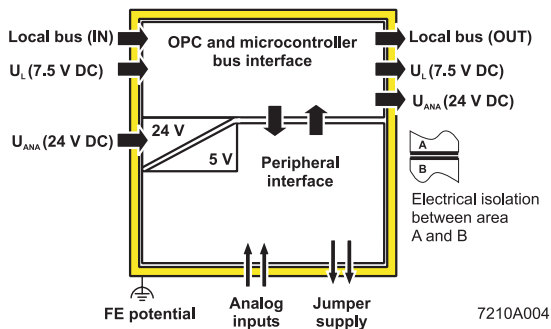 Local bus (IN)
OPC and microcontroller
bus interface
Local bus (OUT)
UL (7.5 V DC)
UL (7.5 V DC)
UANA (24 V DC)
UANA (24 V DC)
24 V
5 V
Peripheral
interface
A
B
Electrical isolation
between area
A and B
FE potential
Analog
inputs
Jumper
supply
7210A004